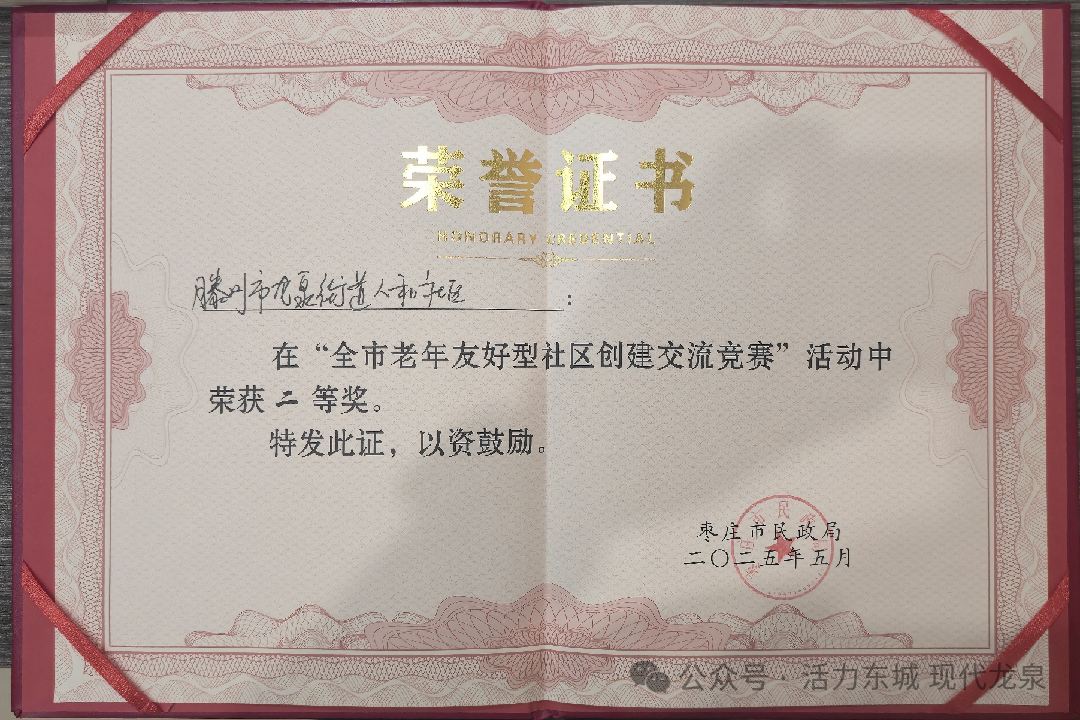 荣誉证书
HONORARY CREDENTIAL
滕州市龙泉街道人和社区：
在“全市老年友好型社区创建交流竞赛”活动中
荣获二等奖。
特发此证，以资鼓励。
枣庄市民政局
二〇二五年五月
公众号·活力东城 现代龙泉